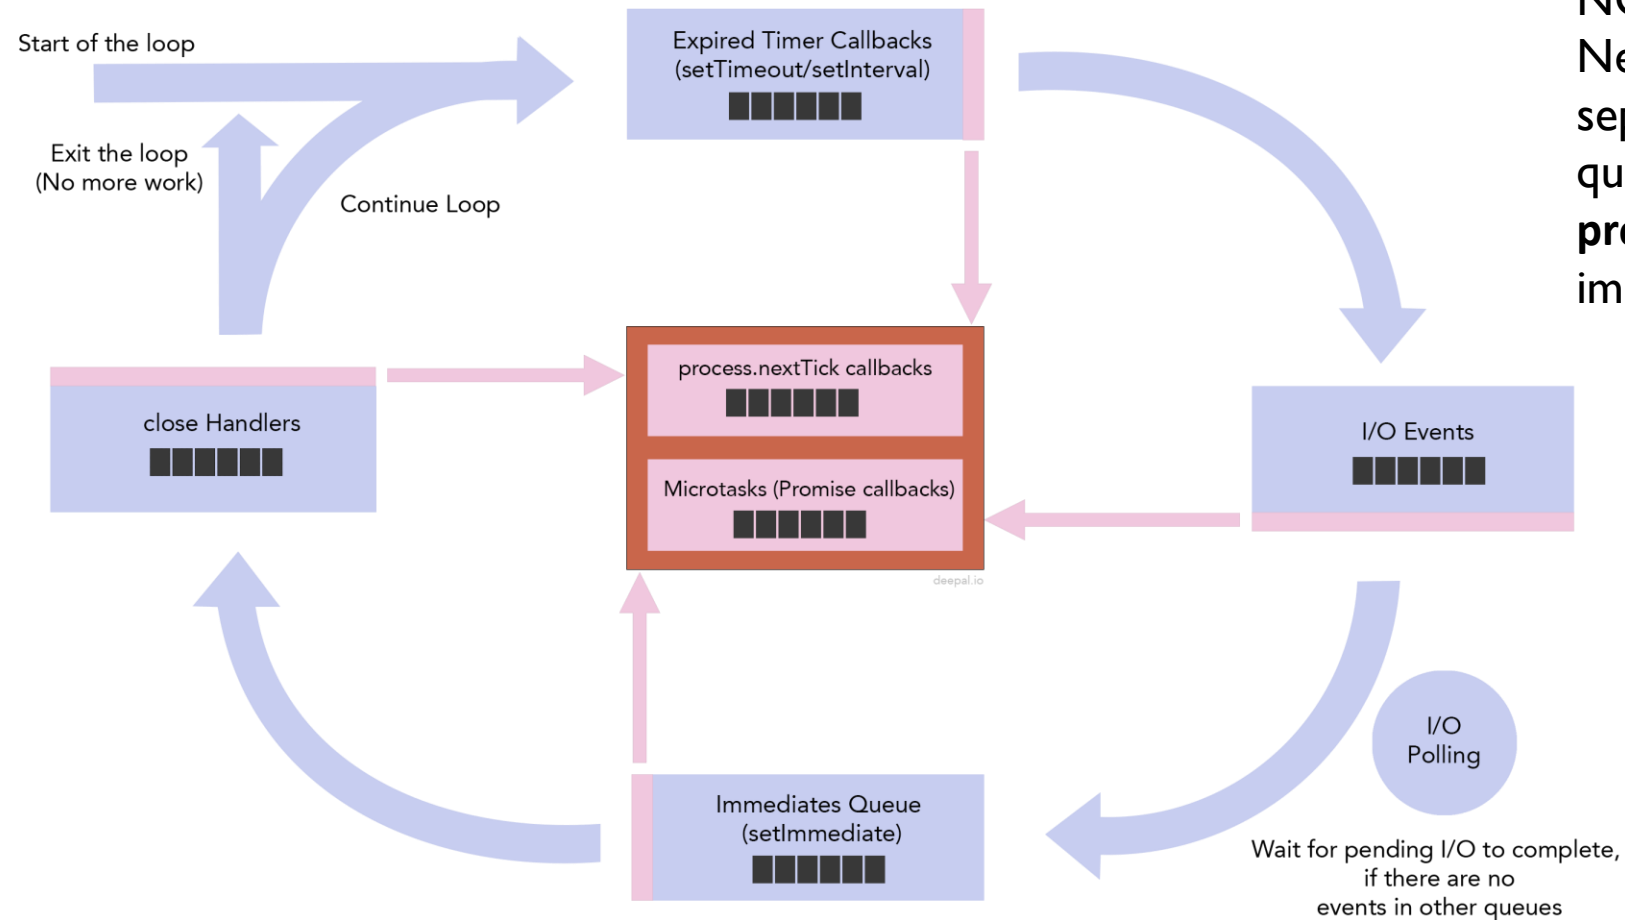 Start of the loop
Exit the loop
(No more work)
Continue Loop
Expired Timer Callbacks
(setTimeout/setInterval)
process.nextTick callbacks
Microtasks (Promise callbacks)
deepal.io
close Handlers
I/O Events
I/O
Polling
Wait for pending I/O to complete,
if there are no
events in other queues
Immediates Queue
(setImmediate)